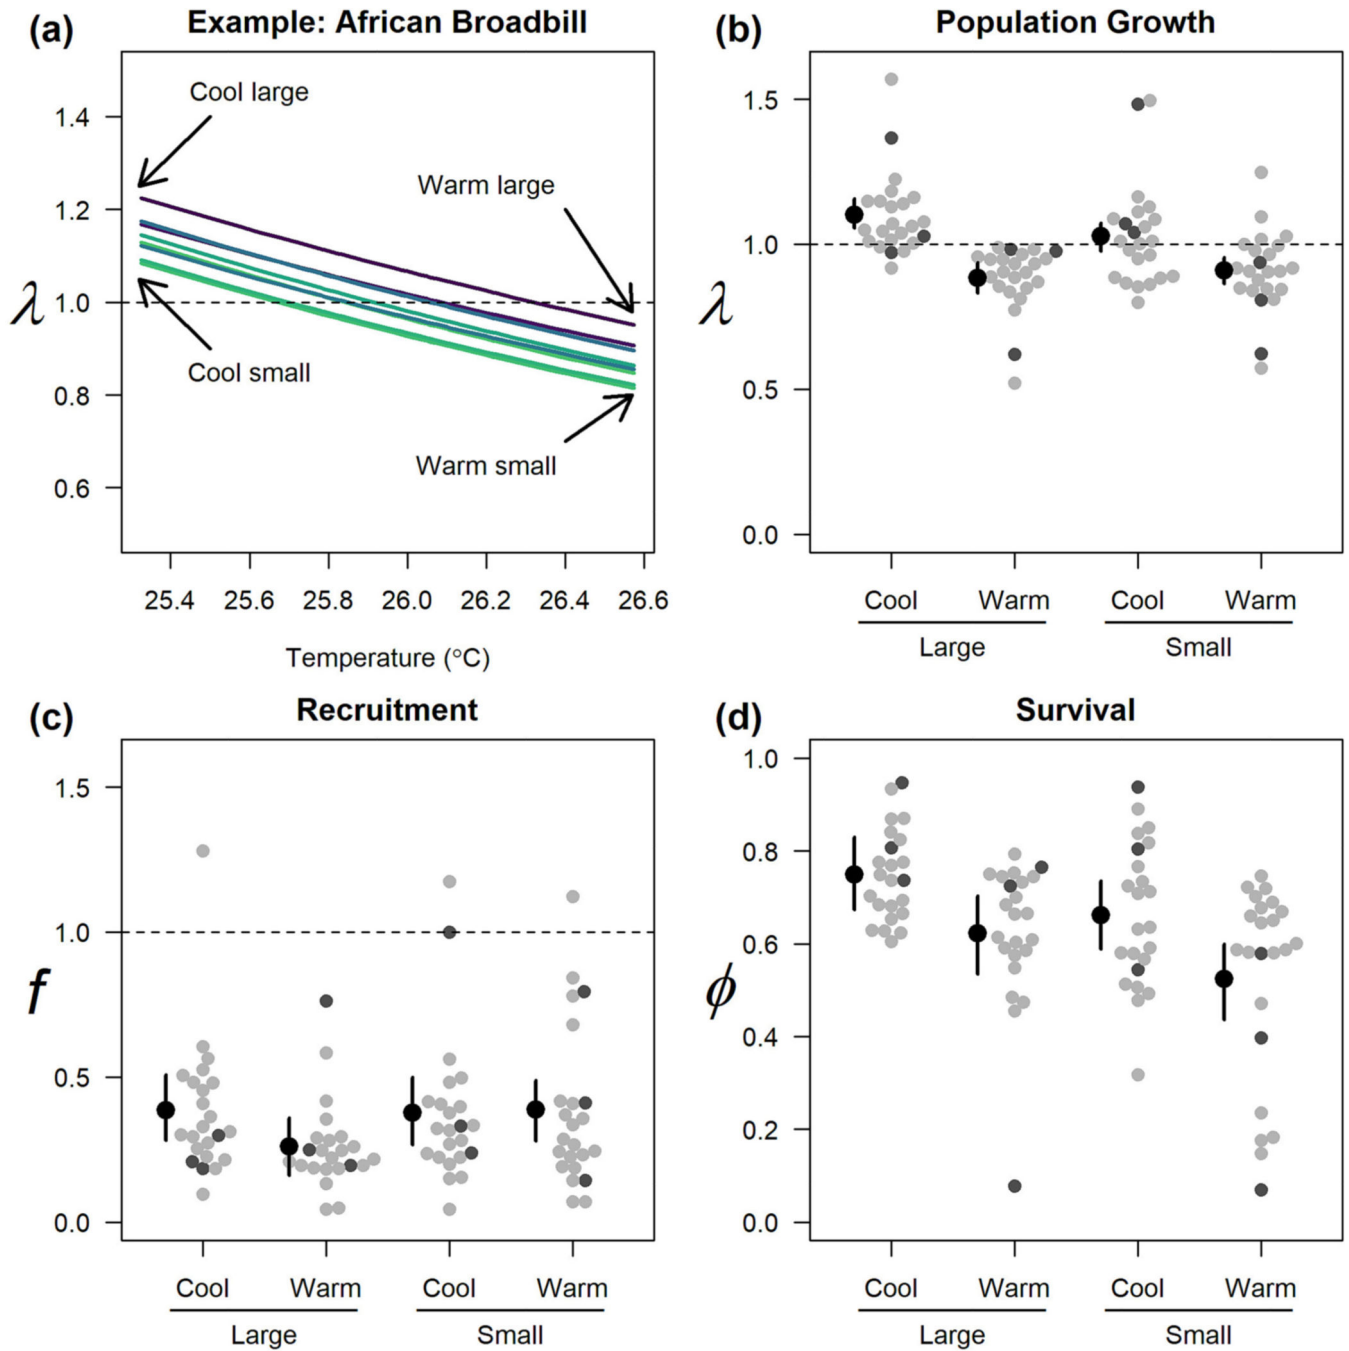 (a) Example: African Broadbill
Cool large
Warm large
Cool small
Warm small
1.4
1.2
1.0
0.8
0.6
λ
25.4 25.6 25.8 26.0 26.2 26.4 26.6
Temperature (°C)
(b) Population Growth
1.5
1.0
0.5
0.0
λ
Cool Warm Cool Warm
Large Small
(c) Recruitment
1.5
1.0
0.5
0.0
f
Cool Warm Cool Warm
Large Small
(d) Survival
1.0
0.8
0.6
0.4
0.2
0.0
ϕ
Cool Warm Cool Warm
Large Small